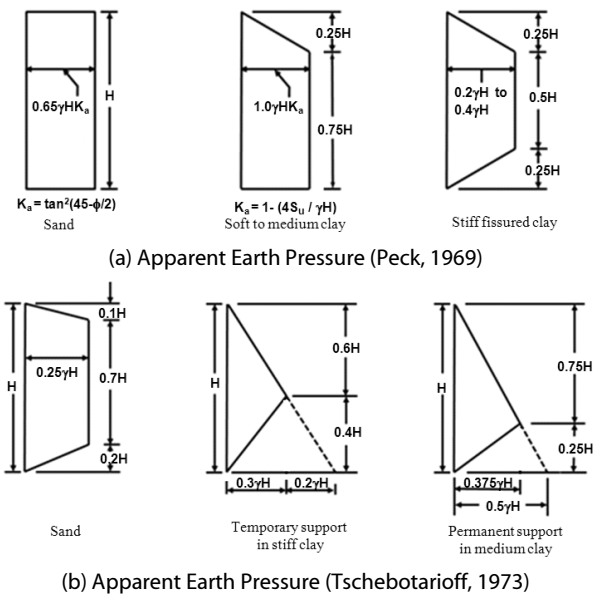 0.65γHKₐ
H
Kₐ = tan²(45-ϕ/2)
Sand
1.0γHKₐ
0.25H
0.75H
Kₐ = 1- (4Sᵤ / γH)
Soft to medium clay
0.2γH to
0.4γH
0.25H
0.5H
0.25H
Stiff fissured clay
(a) Apparent Earth Pressure (Peck, 1969)
H
0.25γH
0.1H
0.7H
0.2H
Sand
H
0.6H
0.4H
0.3γH
0.2γH
Temporary support
in stiff clay
H
0.75H
0.25H
0.375γH
0.5γH
Permanent support
in medium clay
(b) Apparent Earth Pressure (Tschebotarioff, 1973)